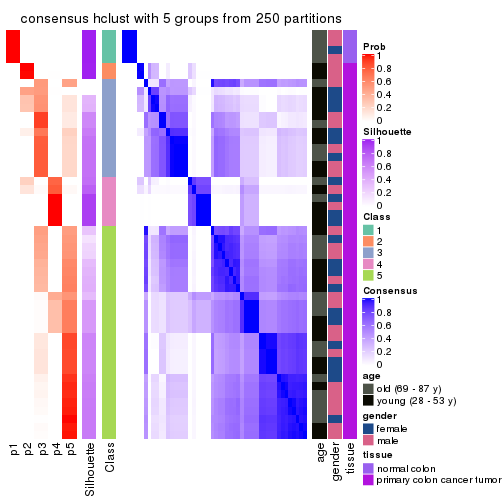 consensus hclust with 5 groups from 250 partitions
Prob
1
0.8
0.6
0.4
0.2
0
Silhouette
1
0.8
0.6
0.4
0.2
0
Class
1
2
3
4
5
Consensus
1
0.8
0.6
0.4
0.2
0
age
old (69 - 87 y)
young (28 - 53 y)
gender
female
male
tissue
normal colon
primary colon cancer tumor
p1
p2
p3
p4
p5
Silhouette
Class
age
gender
tissue